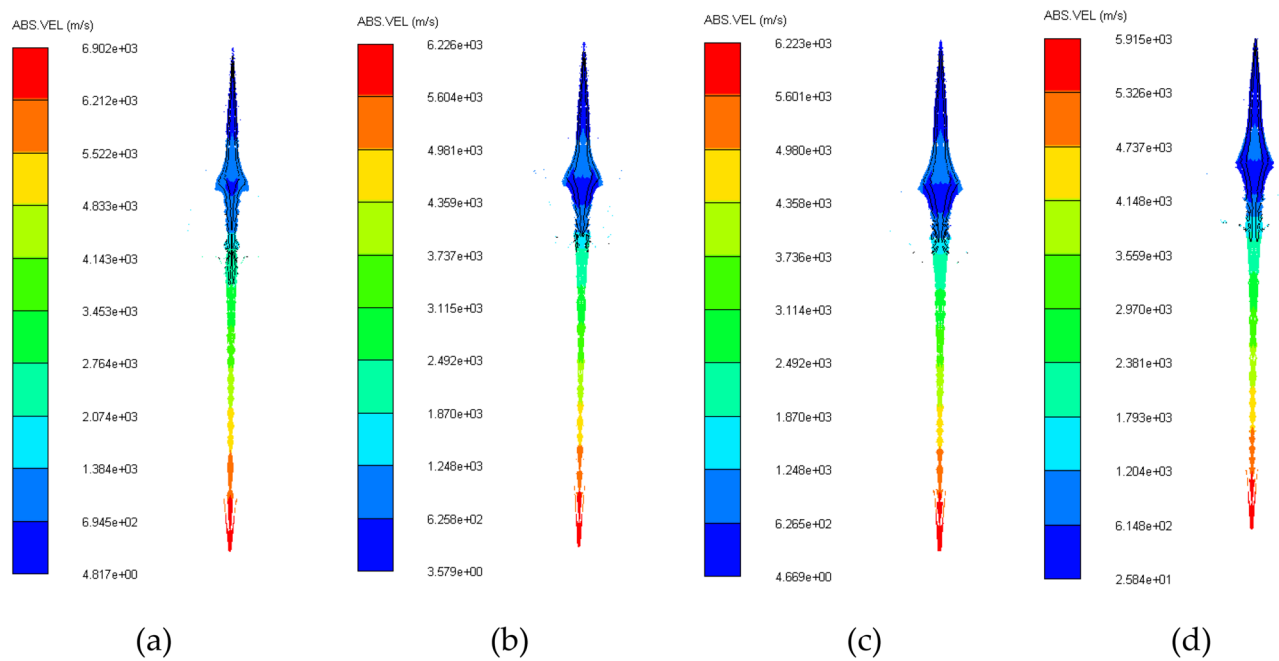 ABS.VEL (m/s)
6.902e+03
6.212e+03
5.522e+03
4.833e+03
4.143e+03
3.453e+03
2.764e+03
2.074e+03
1.384e+03
6.945e+02
4.817e+00
(a)
ABS.VEL (m/s)
6.226e+03
5.604e+03
4.981e+03
4.359e+03
3.737e+03
3.115e+03
2.492e+03
1.870e+03
1.248e+03
6.258e+02
3.579e+00
(b)
ABS.VEL (m/s)
6.223e+03
5.601e+03
4.980e+03
4.358e+03
3.736e+03
3.114e+03
2.492e+03
1.870e+03
1.248e+03
6.265e+02
4.669e+00
(c)
ABS.VEL (m/s)
5.915e+03
5.326e+03
4.737e+03
4.148e+03
3.559e+03
2.970e+03
2.381e+03
1.793e+03
1.204e+03
6.148e+02
2.584e+01
(d)